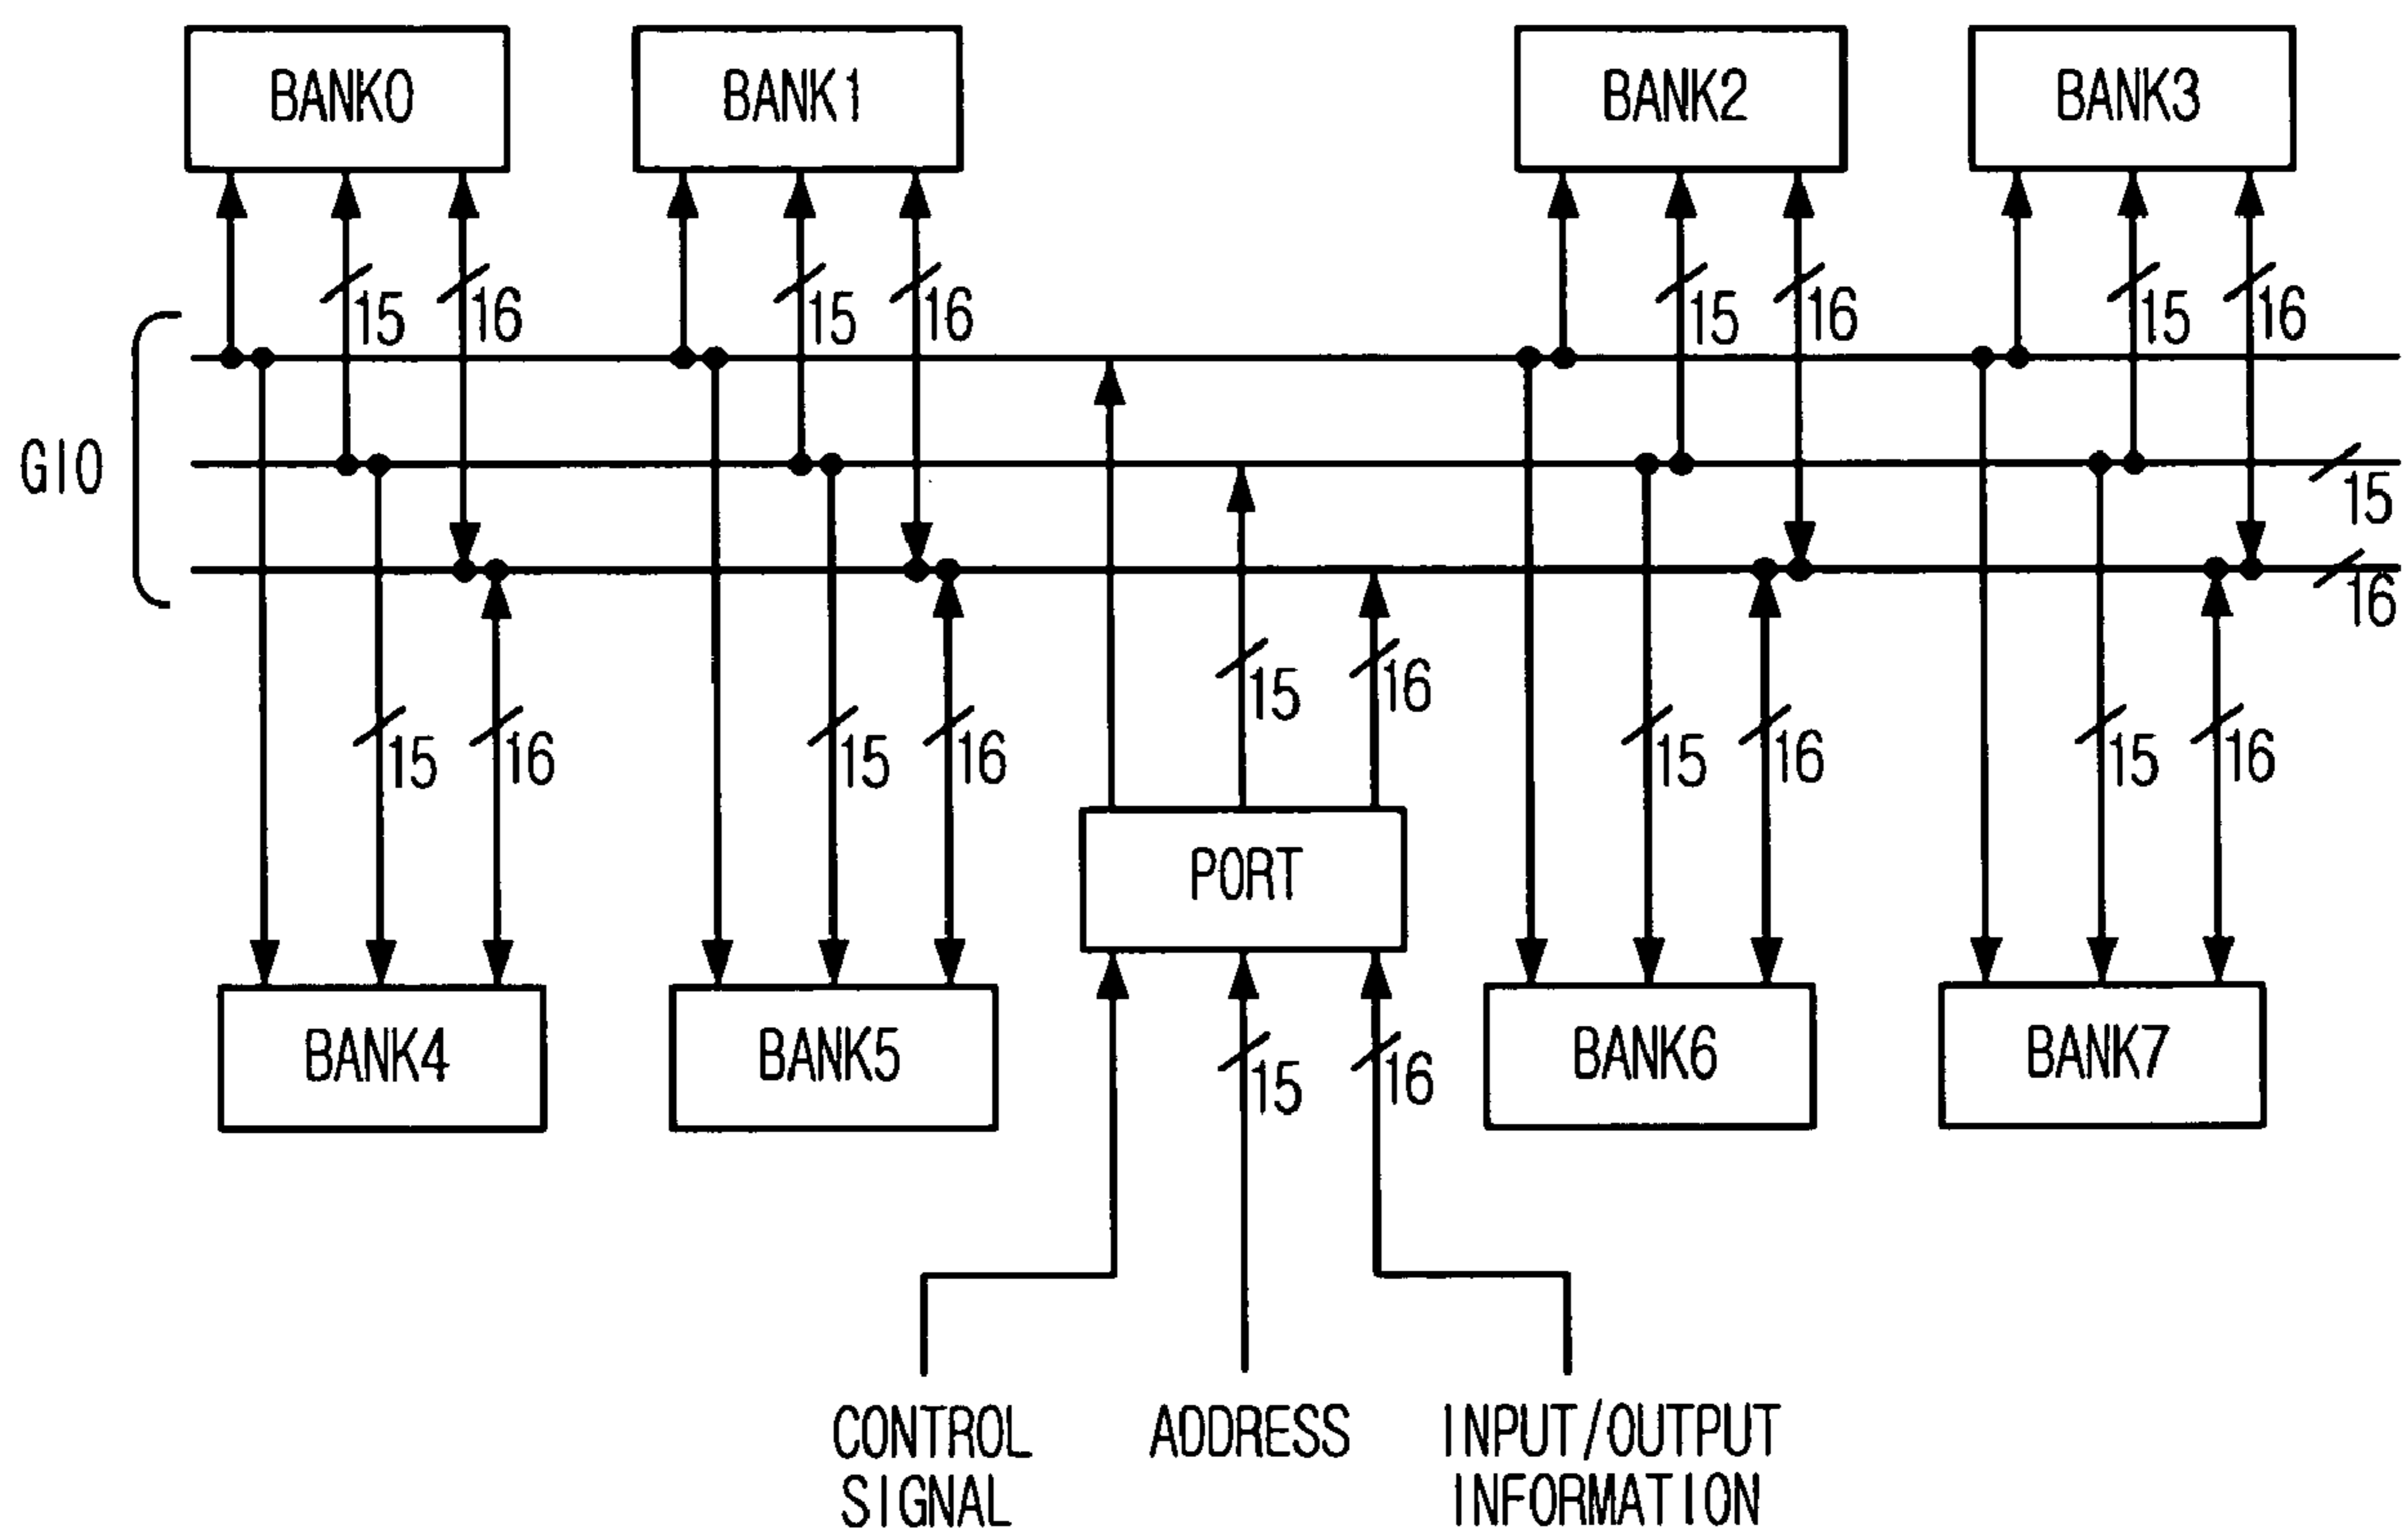 BANK0 BANK1 BANK2 BANK3
15 16 15 16 15 16 15 16
GIO
15
16
15 16
15 16 15 16 15 16 15 16
PORT
BANK4 BANK5 BANK6 BANK7
15 16
CONTROL SIGNAL
ADDRESS
INPUT/OUTPUT INFORMATION